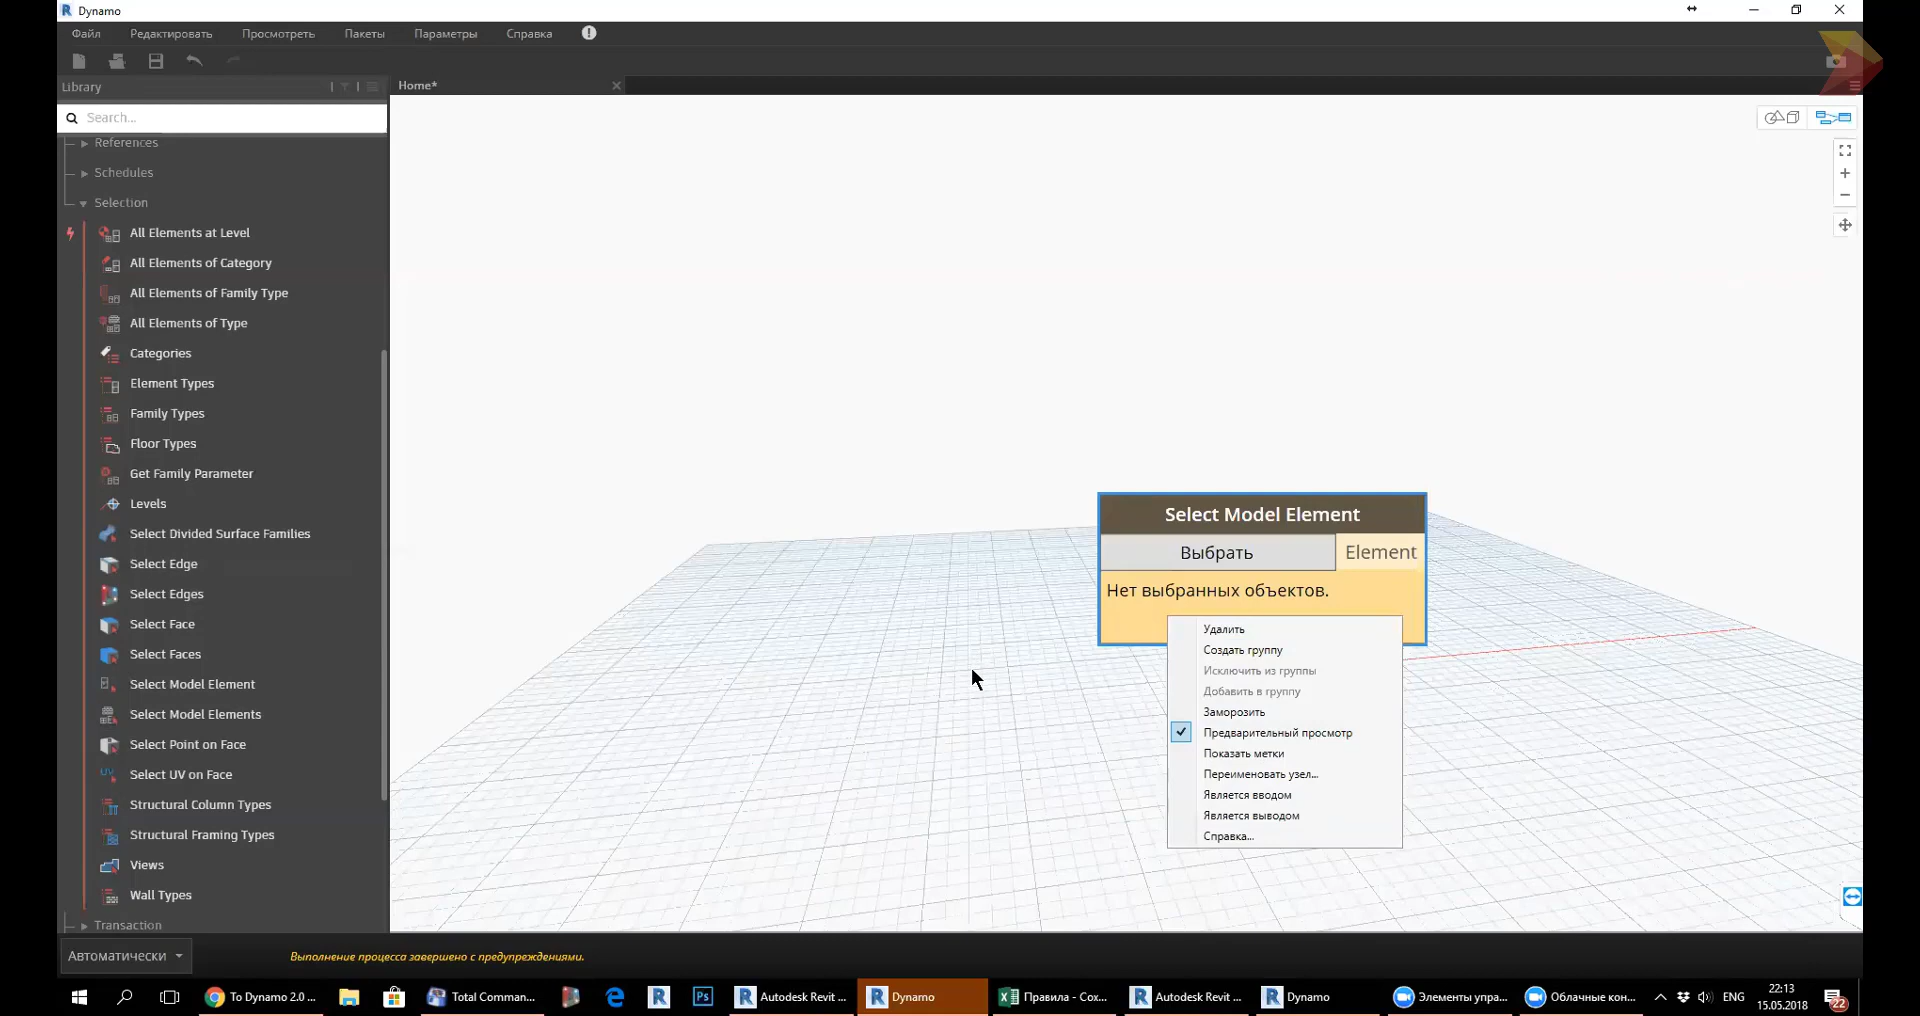 Dynamo
Файл Редактировать Просмотреть Пакеты Параметры Справка
Library
Home*
Search...
References
Schedules
Selection
All Elements at Level
All Elements of Category
All Elements of Family Type
All Elements of Type
Categories
Element Types
Family Types
Floor Types
Get Family Parameter
Levels
Select Divided Surface Families
Select Edge
Select Edges
Select Face
Select Faces
Select Model Element
Select Model Elements
Select Point on Face
Select UV on Face
Structural Column Types
Structural Framing Types
Views
Wall Types
Transaction
Select Model Element
Выбрать Element
Нет выбранных объектов.
Удалить
Создать группу
Исключить из группы
Добавить в группу
Заморозить
Предварительный просмотр
Показать метки
Переименовать узел...
Является вводом
Является выводом
Справка...
Автоматически
Выполнение процесса завершено с предупреждениями.
To Dynamo 2.0 ...
Total Comman...
Autodesk Revit ...
Dynamo
Правила - Сох...
Autodesk Revit ...
Dynamo
Элементы упра...
Облачные кон...
ENG
22:13
15.05.2018
22